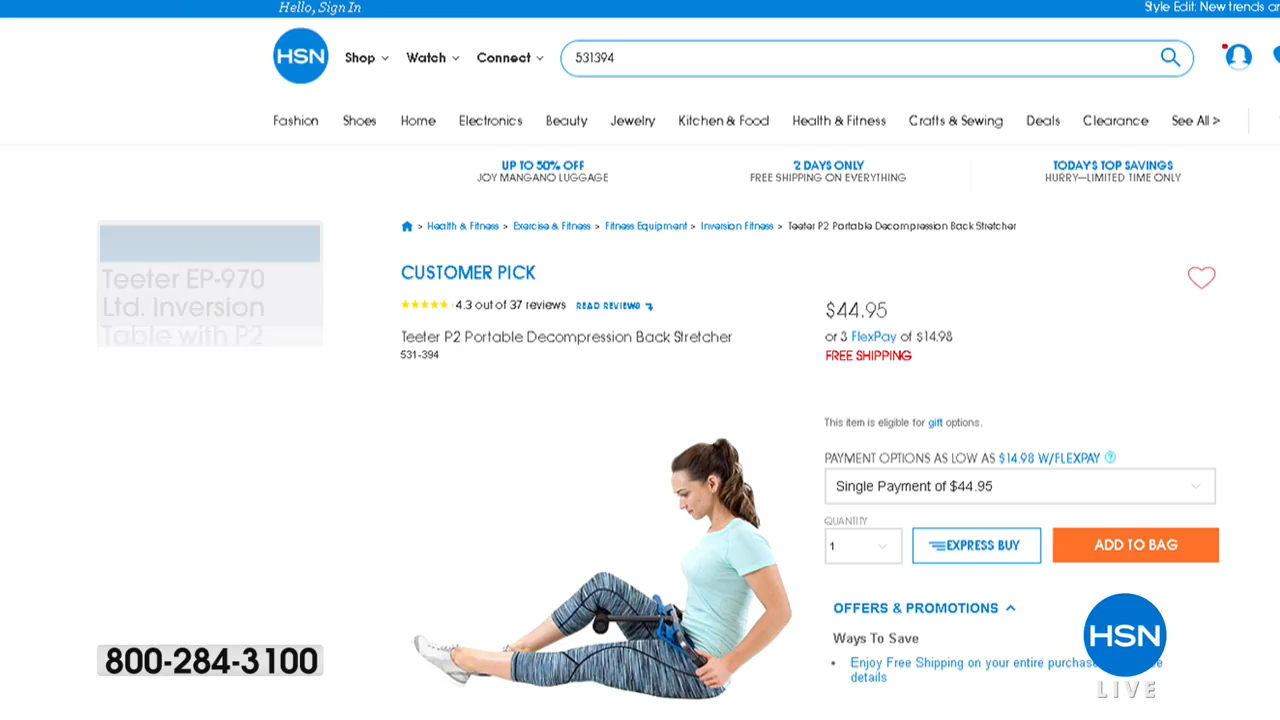 Hello, Sign In
Style Edit: New trends
HSN
Shop
Watch
Connect
531394
Fashion
Shoes
Home
Electronics
Beauty
Jewelry
Kitchen & Food
Health & Fitness
Crafts & Sewing
Deals
Clearance
See All >
UP TO 50% OFF
JOY MANGANO LUGGAGE
2 DAYS ONLY
FREE SHIPPING ON EVERYTHING
TODAY'S TOP SAVINGS
HURRY—LIMITED TIME ONLY
> Health & Fitness > Exercise & Fitness > Fitness Equipment > Inversion Fitness > Teeter P2 Portable Decompression Back Stretcher
Teeter EP-970
Ltd. Inversion
Table with P2
CUSTOMER PICK
4.3 out of 37 reviews READ REVIEWS
Teeter P2 Portable Decompression Back Stretcher
531-394
$44.95
or 3 FlexPay of $14.98
FREE SHIPPING
This item is eligible for gift options.
PAYMENT OPTIONS AS LOW AS $14.98 W/FLEXPAY ?
Single Payment of $44.95
QUANTITY
1
EXPRESS BUY
ADD TO BAG
OFFERS & PROMOTIONS
Ways To Save
• Enjoy Free Shipping on your entire
details
HSN
LIVE
800-284-3100